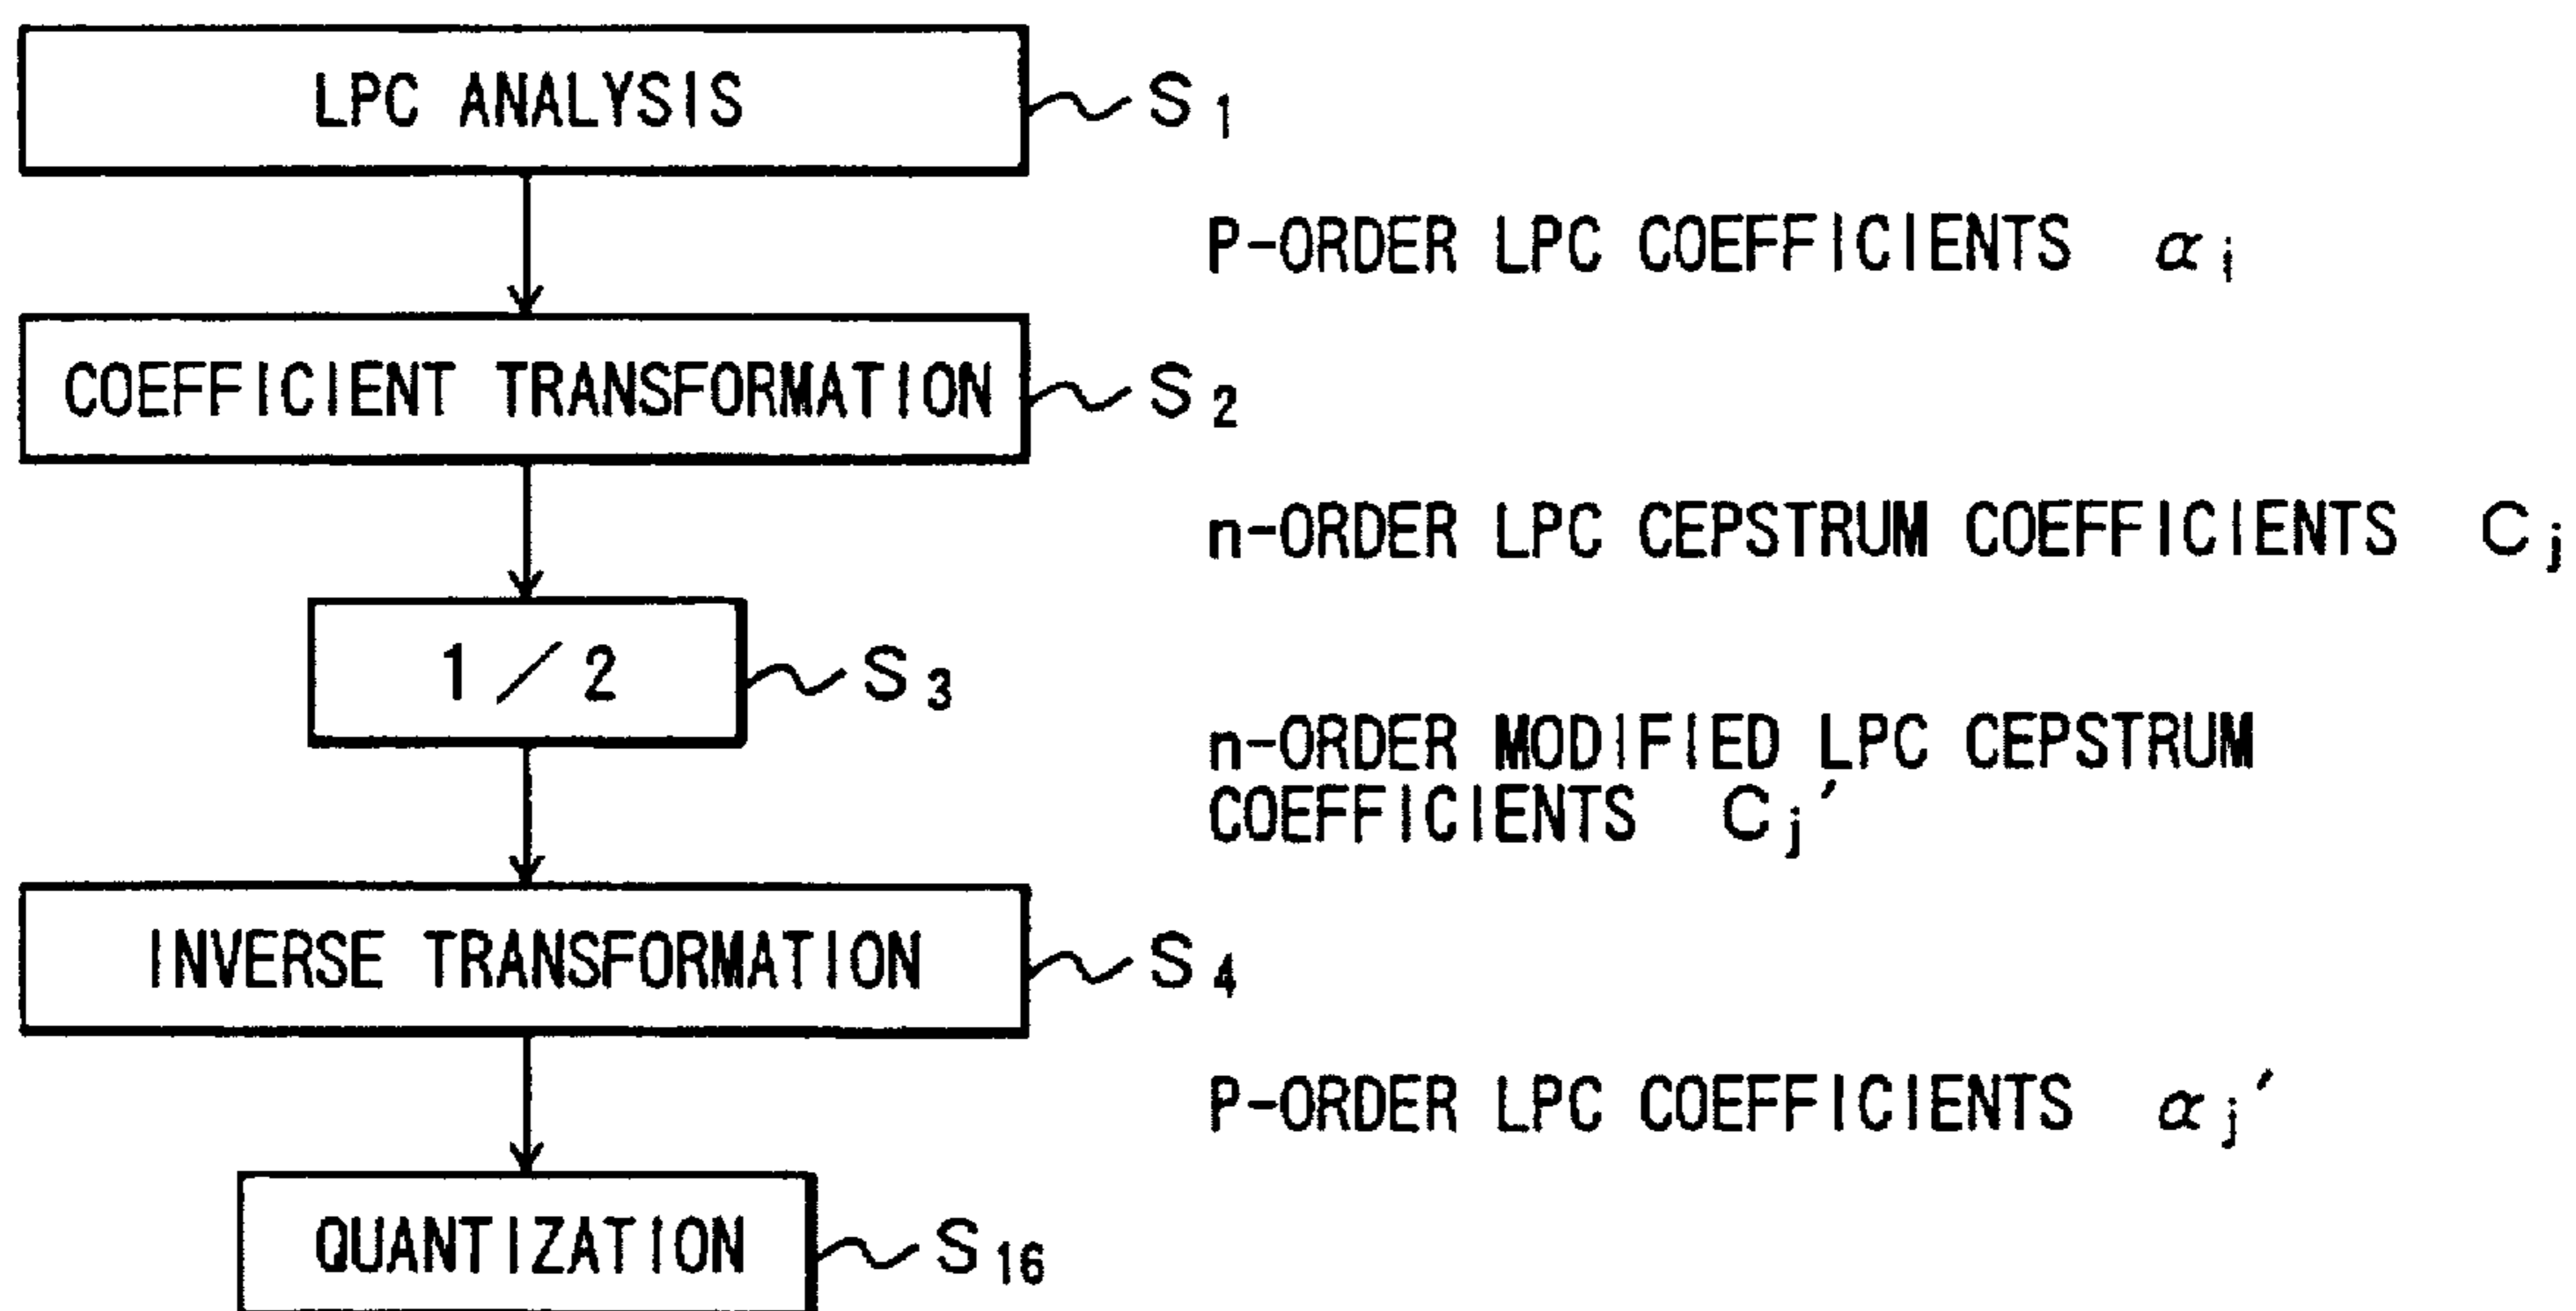 LPC ANALYSIS S1
P-ORDER LPC COEFFICIENTS αi
COEFFICIENT TRANSFORMATION S2
n-ORDER LPC CEPSTRUM COEFFICIENTS Cj
1/2 S3
n-ORDER MODIFIED LPC CEPSTRUM
COEFFICIENTS Cj'
INVERSE TRANSFORMATION S4
P-ORDER LPC COEFFICIENTS αj'
QUANTIZATION S16